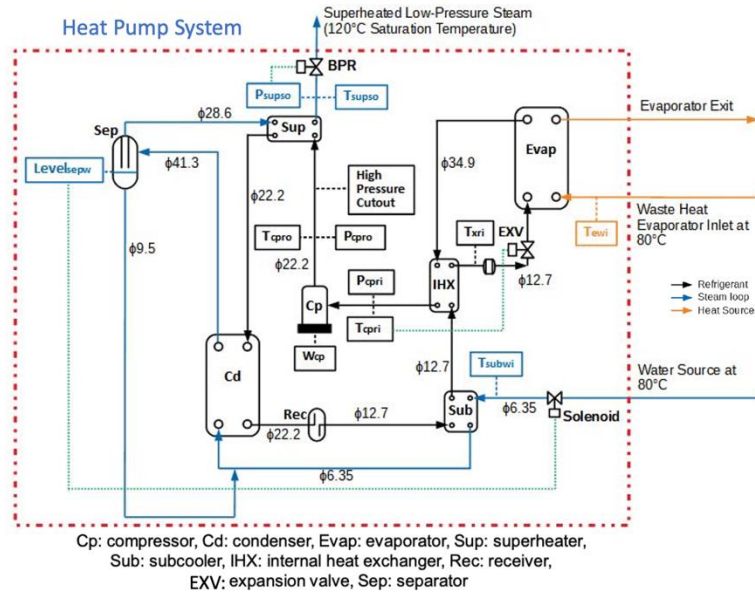 Heat Pump System
Superheated Low-Pressure Steam
(120°C Saturation Temperature)
BPR
Psupso
Tsupso
ϕ28.6
Sep
Sup
Evaporator Exit
Evap
ϕ34.9
Levelsepw
ϕ41.3
High
Pressure
Cutout
ϕ22.2
Waste Heat
Evaporator Inlet at
80°C
Tewi
ϕ9.5
Tcpro
Pcpro
Txri
EXV
ϕ22.2
IHX
ϕ12.7
Pcpri
Cp
Tcpri
Refrigerant
Steam loop
Heat Source
Wcp
ϕ12.7
Tsubwi
Water Source at
80°C
Cd
Rec
ϕ12.7
ϕ6.35
Solenoid
Sub
ϕ22.2
ϕ6.35
Cp: compressor, Cd: condenser, Evap: evaporator, Sup: superheater,
Sub: subcooler, IHX: internal heat exchanger, Rec: receiver,
EXV: expansion valve, Sep: separator